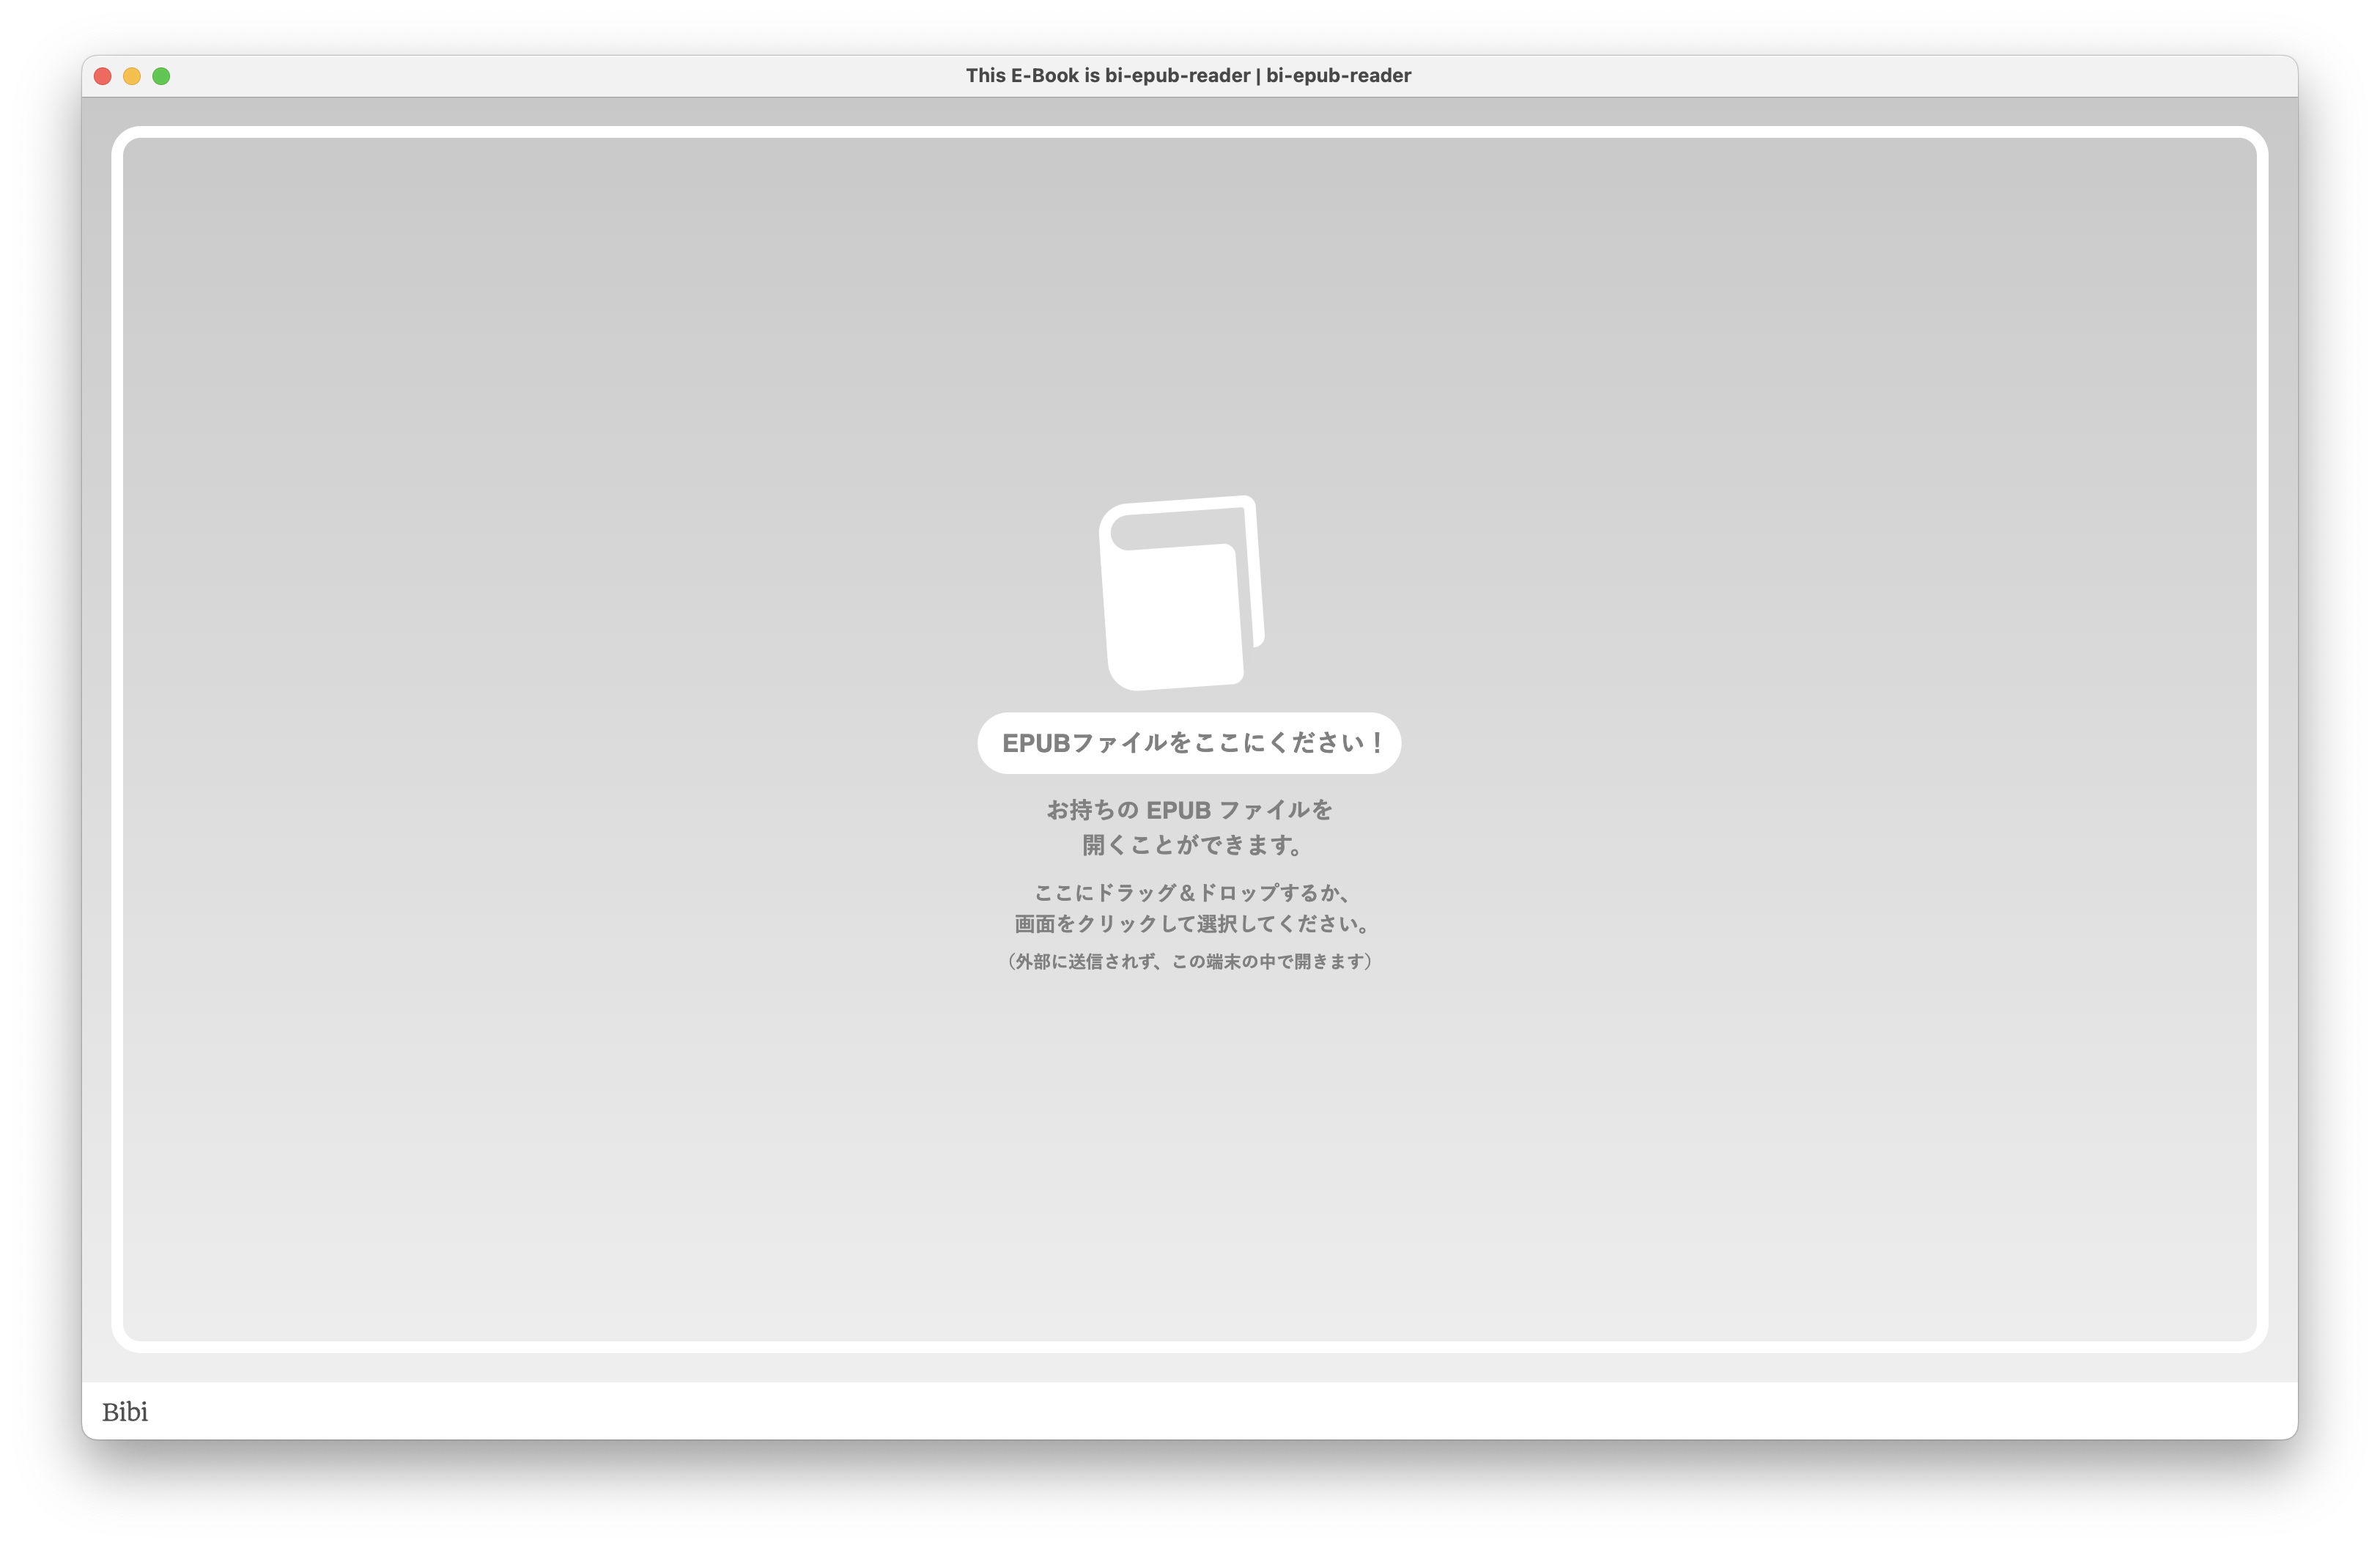 This E-Book is bi-epub-reader | bi-epub-reader
EPUBファイルをここにください！
お持ちの EPUB ファイルを
開くことができます。
ここにドラッグ＆ドロップするか、
画面をクリックして選択してください。
（外部に送信されず、この端末の中で開きます）
Bibi